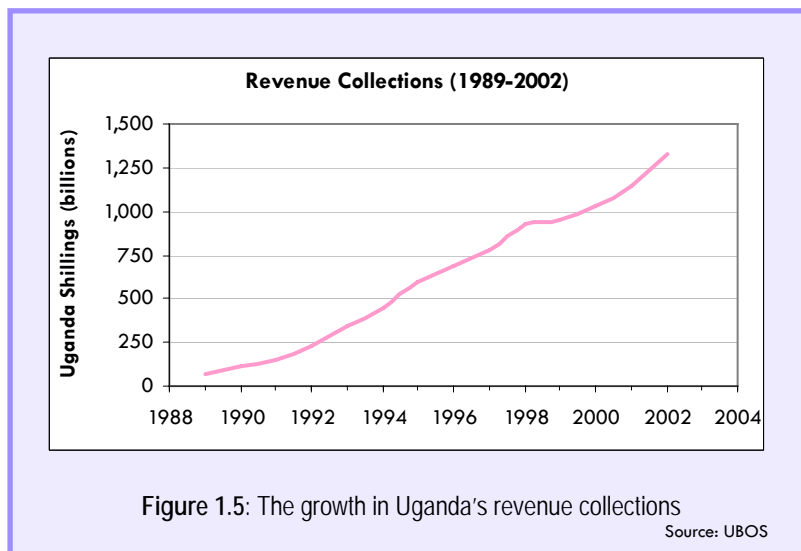 Revenue Collections (1989-2002)
Uganda Shillings (billions)
1,500
1,250
1,000
750
500
250
0
1988 1990 1992 1994 1996 1998 2000 2002 2004
Figure 1.5: The growth in Uganda's revenue collections
Source: UBOS